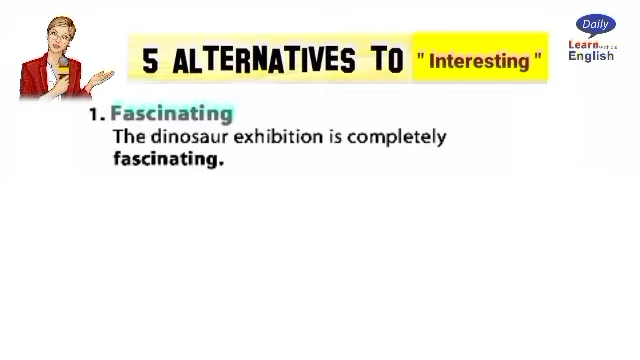 5 ALTERNATIVES TO " Interesting "
Daily
Learn
English
1. Fascinating
The dinosaur exhibition is completely
fascinating.